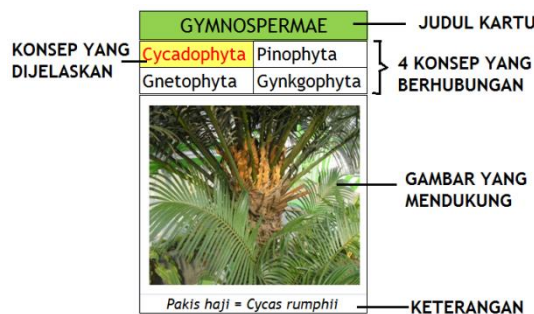 GYMNOSPERMAE
JUDUL KARTU
KONSEP YANG
DIJELASKAN
Cycadophyta
Pinophyta
Gnetophyta
Gynkgophyta
4 KONSEP YANG
BERHUBUNGAN
GAMBAR YANG
MENDUKUNG
Pakis haji = Cycas rumphii
KETERANGAN